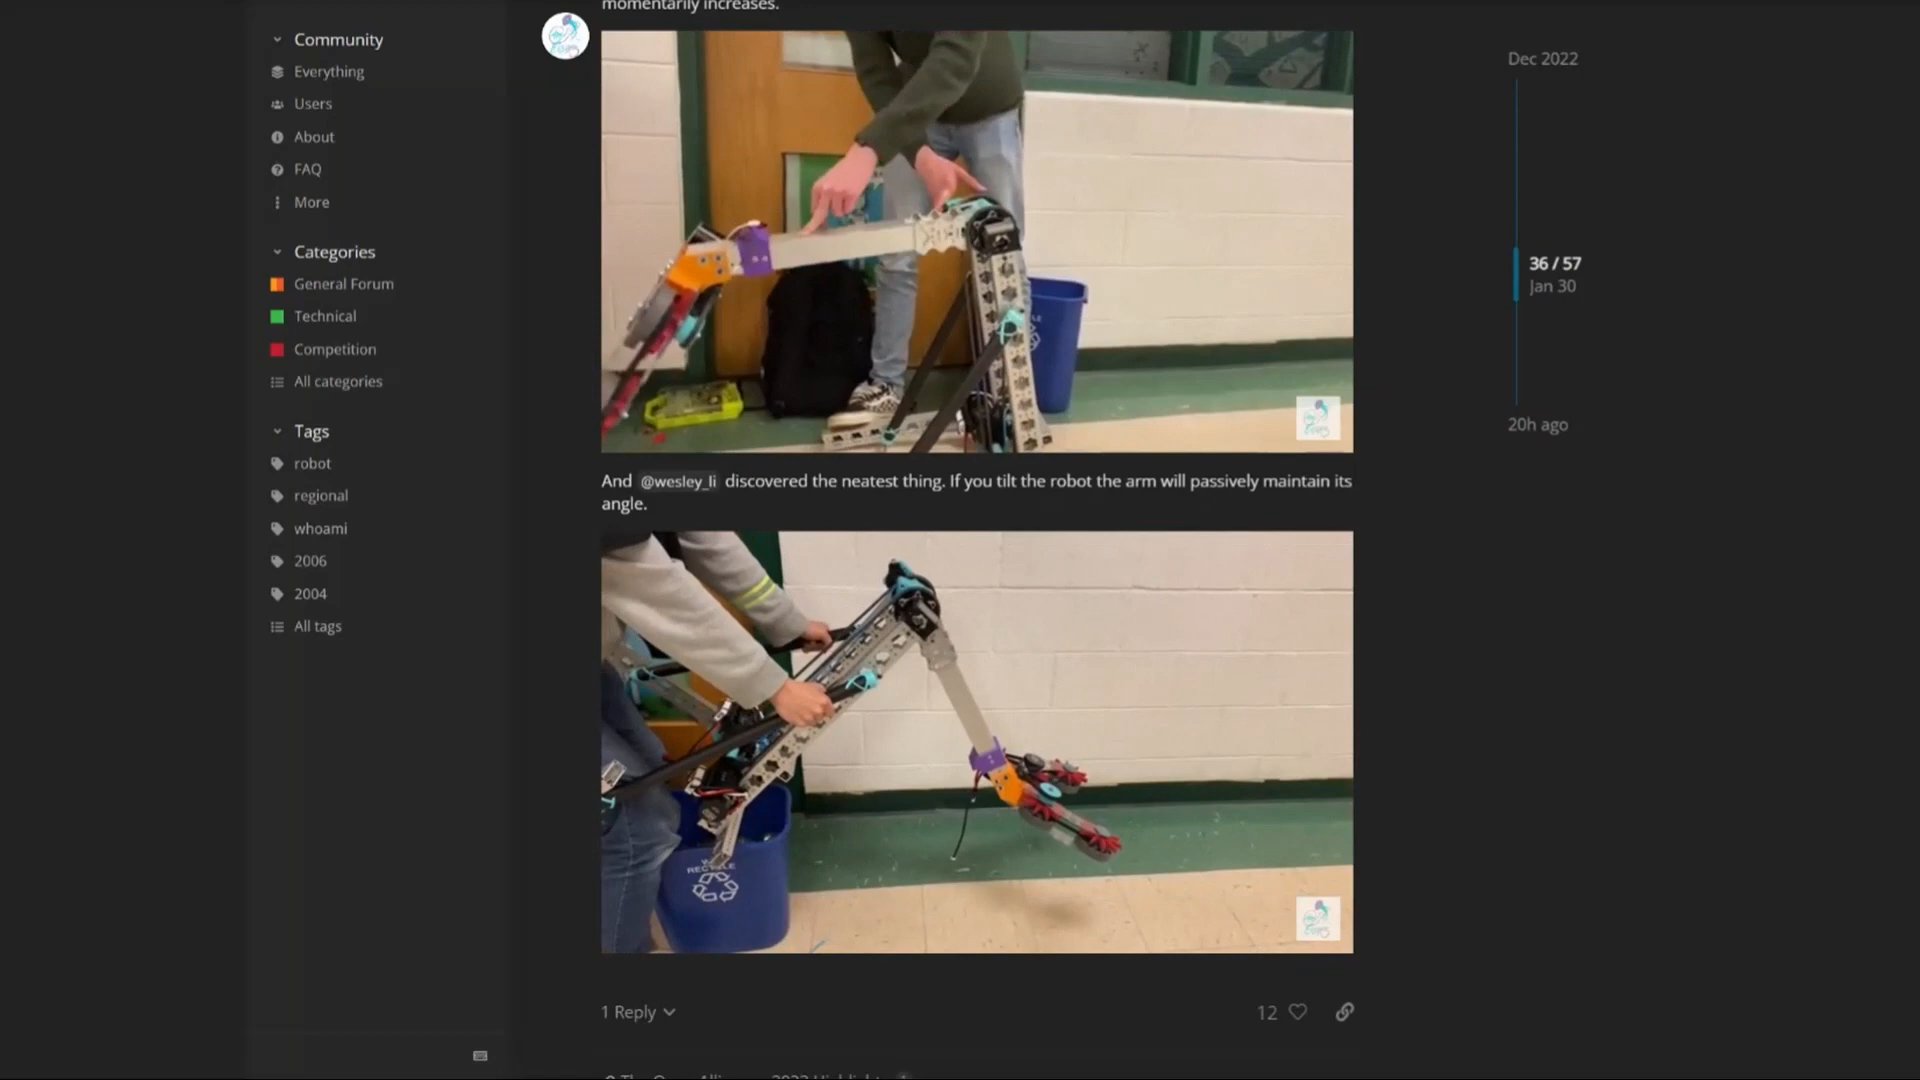 momentarily increases.
Community
Everything
Users
About
FAQ
More
Categories
General Forum
Technical
Competition
All categories
Tags
robot
regional
whoami
2006
2004
All tags
And @wesley_li discovered the neatest thing. If you tilt the robot the arm will passively maintain its
angle.
RECYCLE
1 Reply
12
Dec 2022
36 / 57
Jan 30
20h ago